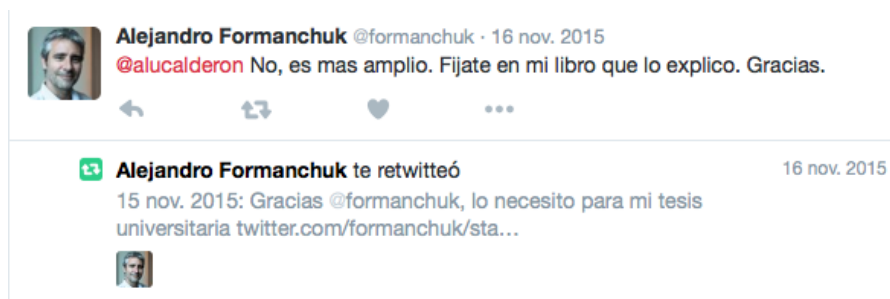 Alejandro Formanchuk @formanchuk · 16 nov. 2015
@alucalderon No, es mas amplio. Fijate en mi libro que lo explico. Gracias.
Alejandro Formanchuk te retwitteó 16 nov. 2015
15 nov. 2015: Gracias @formanchuk, lo necesito para mi tesis
universitaria twitter.com/formanchuk/sta…